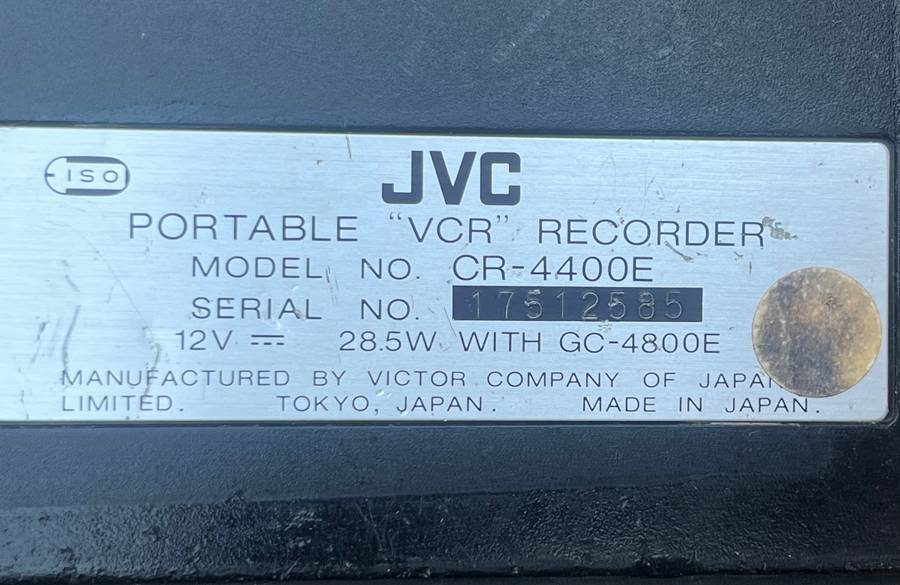 ISO
JVC
PORTABLE “VCR” RECORDER
MODEL NO. CR-4400E
SERIAL NO. 17512585
12V ⎓ 28.5W WITH GC-4800E
MANUFACTURED BY VICTOR COMPANY OF JAPAN
LIMITED. TOKYO, JAPAN. MADE IN JAPAN.